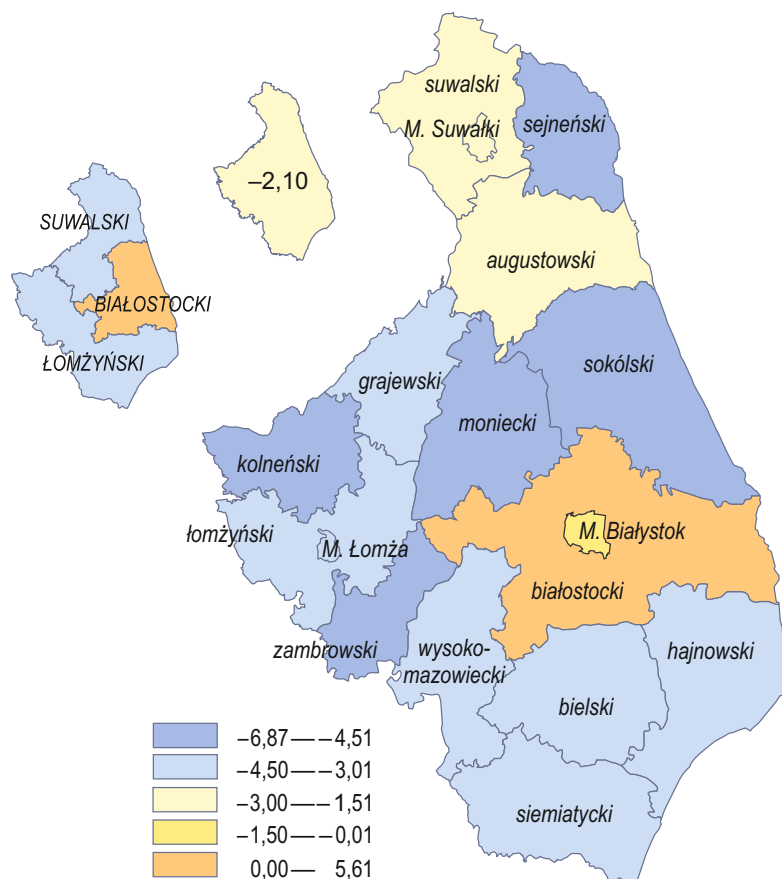 suwalski
M. Suwałki
sejneński
–2,10
SUWALSKI
BIAŁOSTOCKI
ŁOMŻYŃSKI
augustowski
grajewski
sokólski
moniecki
kolneński
łomżyński
M. Łomża
M. Białystok
białostocki
zambrowski
wysoko-
mazowiecki
hajnowski
bielski
siemiatycki
–6,87 — –4,51
–4,50 — –3,01
–3,00 — –1,51
–1,50 — –0,01
0,00 — 5,61